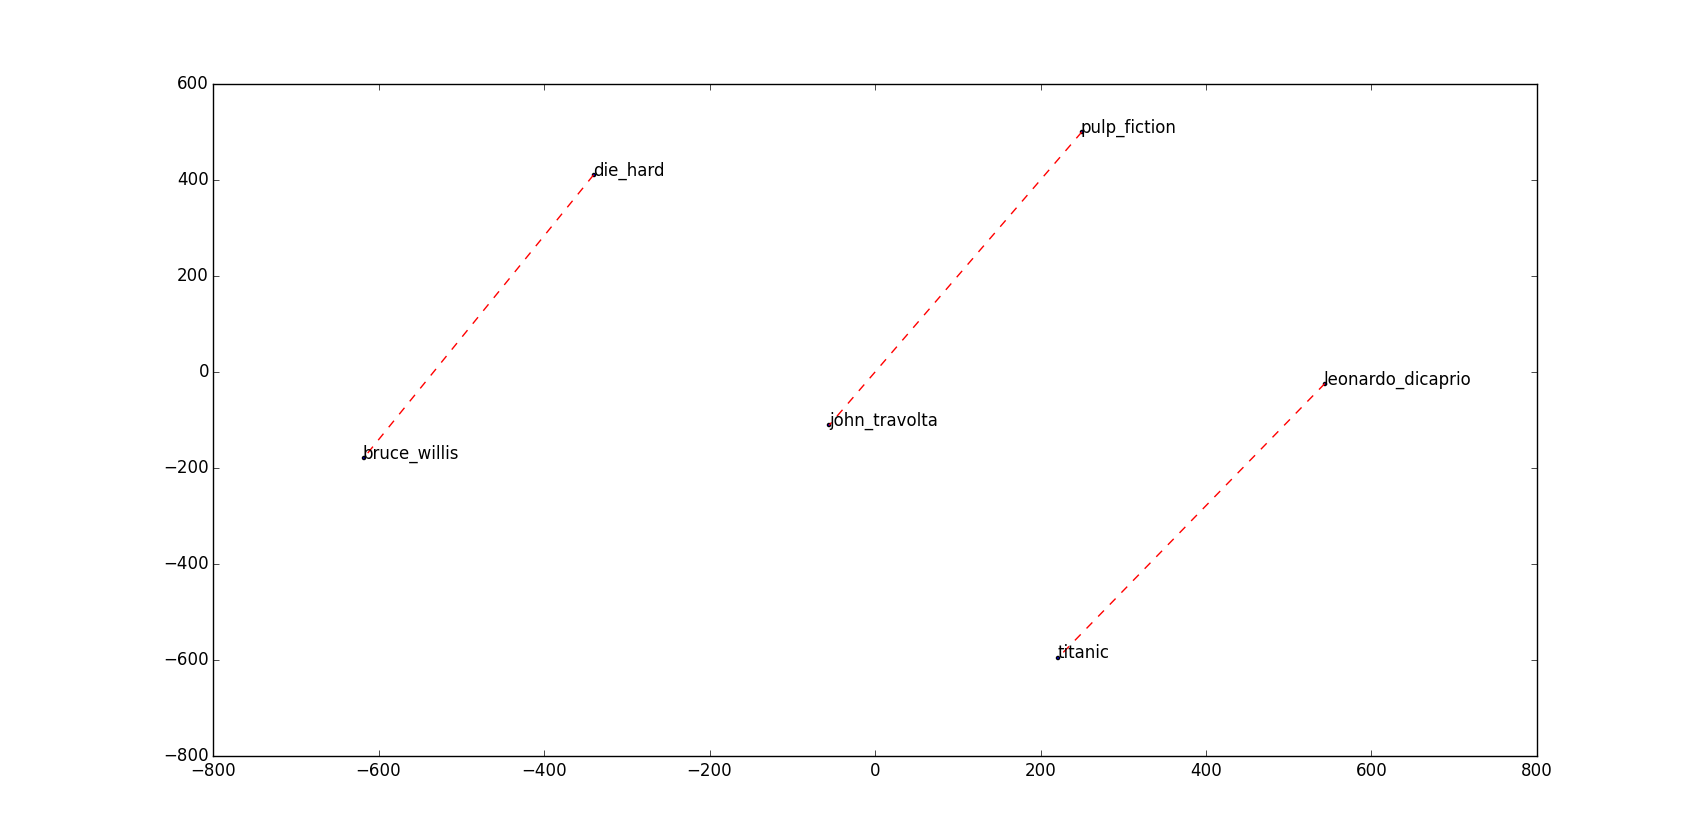 600
pulp_fiction
die_hard
400
200
0
leonardo_dicaprio
john_travolta
bruce_willis
−200
−400
titanic
−600
−800
−800 −600 −400 −200 0 200 400 600 800